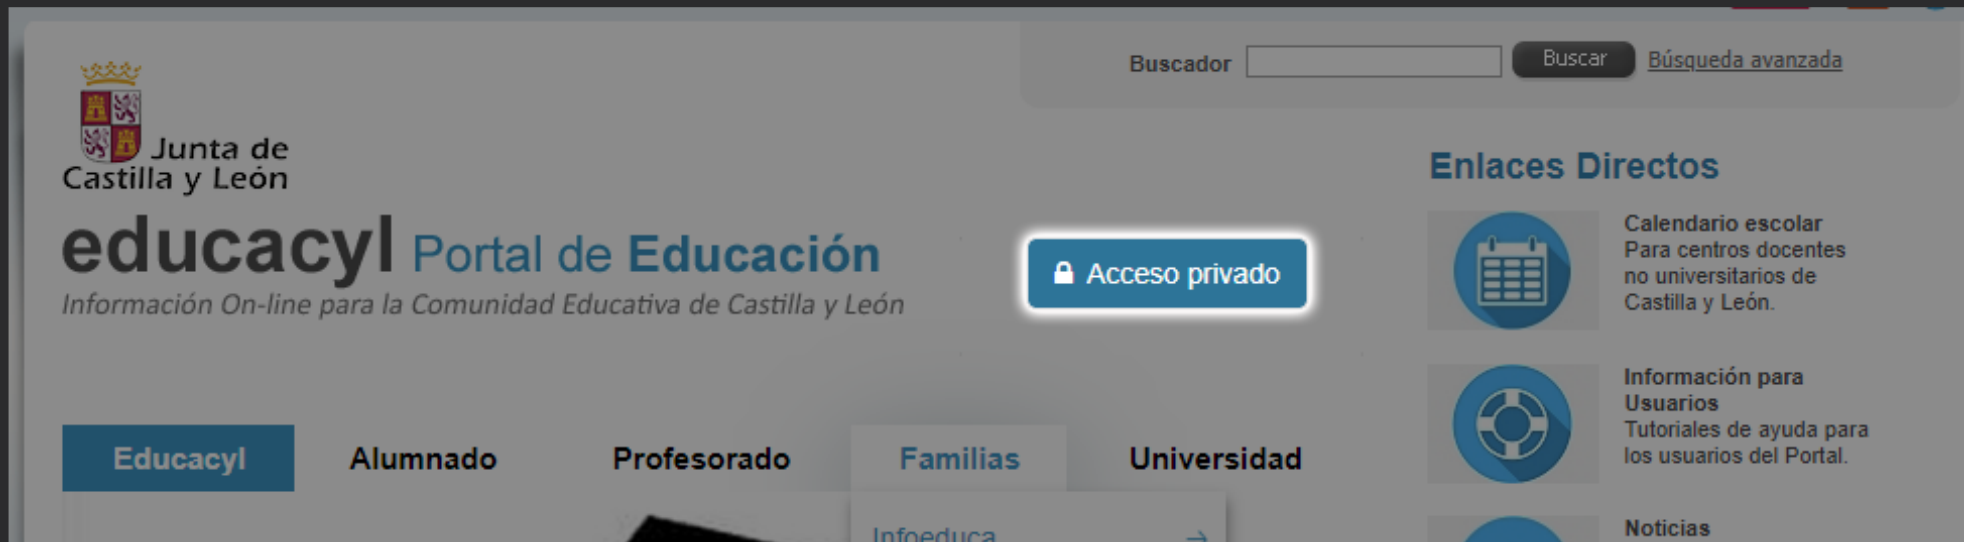 Buscador
Buscar
Búsqueda avanzada
Junta de
Castilla y León
educacyl Portal de Educación
Información On-line para la Comunidad Educativa de Castilla y León
Acceso privado
Educacyl
Alumnado
Profesorado
Familias
Universidad
Infoeduca
Enlaces Directos
Calendario escolar
Para centros docentes
no universitarios de
Castilla y León.
Información para
Usuarios
Tutoriales de ayuda para
los usuarios del Portal.
Noticias